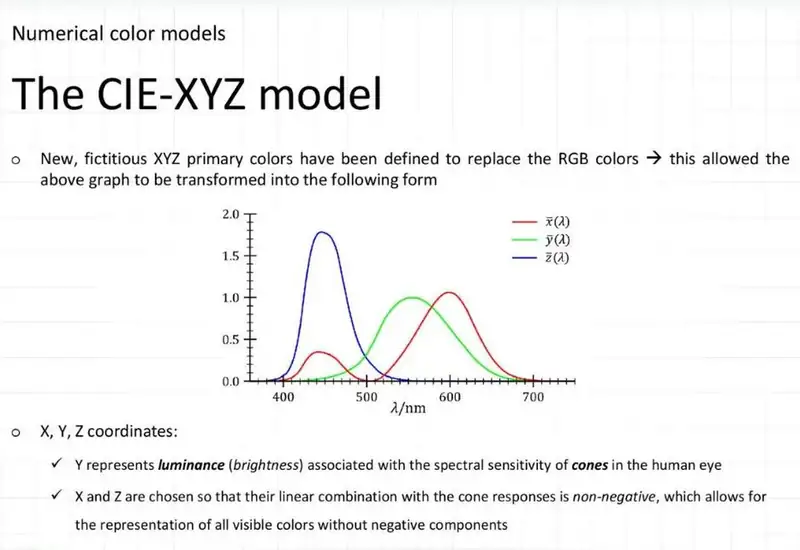 Numerical color models
The CIE-XYZ model
o New, fictitious XYZ primary colors have been defined to replace the RGB colors → this allowed the
above graph to be transformed into the following form
2.0
1.5
1.0
0.5
0.0
400 500 600 700
λ/nm
x̄(λ)
ȳ(λ)
z̄(λ)
o X, Y, Z coordinates:
✓ Y represents luminance (brightness) associated with the spectral sensitivity of cones in the human eye
✓ X and Z are chosen so that their linear combination with the cone responses is non-negative, which allows for
the representation of all visible colors without negative components